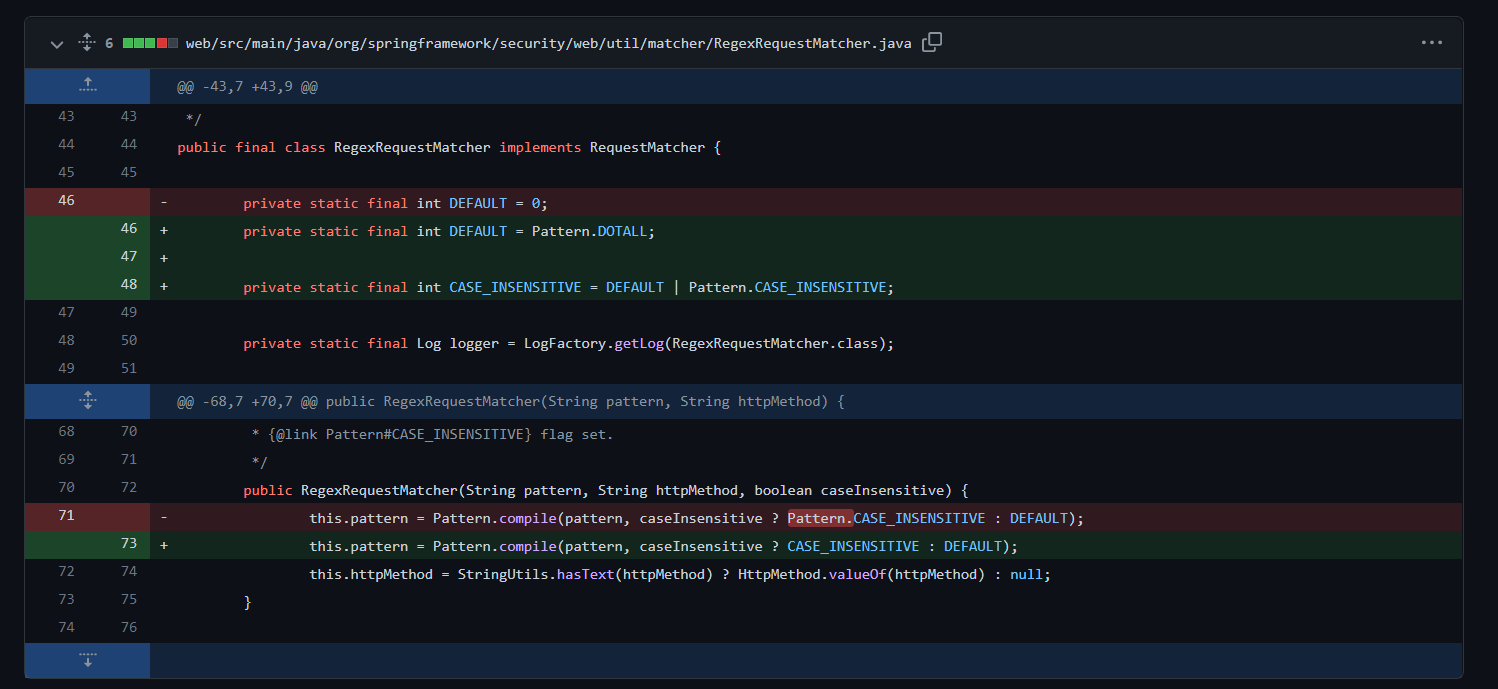 6 web/src/main/java/org/springframework/security/web/util/matcher/RegexRequestMatcher.java
@@ -43,7 +43,9 @@
43 43 */
44 44 public final class RegexRequestMatcher implements RequestMatcher {
45 45
46 - private static final int DEFAULT = 0;
46 + private static final int DEFAULT = Pattern.DOTALL;
47 +
48 + private static final int CASE_INSENSITIVE = DEFAULT | Pattern.CASE_INSENSITIVE;
47 49
48 50 private static final Log logger = LogFactory.getLog(RegexRequestMatcher.class);
49 51
@@ -68,7 +70,7 @@ public RegexRequestMatcher(String pattern, String httpMethod) {
68 70 * {@link Pattern#CASE_INSENSITIVE} flag set.
69 71 */
70 72 public RegexRequestMatcher(String pattern, String httpMethod, boolean caseInsensitive) {
71 - this.pattern = Pattern.compile(pattern, caseInsensitive ? Pattern.CASE_INSENSITIVE : DEFAULT);
73 + this.pattern = Pattern.compile(pattern, caseInsensitive ? CASE_INSENSITIVE : DEFAULT);
72 74 this.httpMethod = StringUtils.hasText(httpMethod) ? HttpMethod.valueOf(httpMethod) : null;
73 75 }
74 76